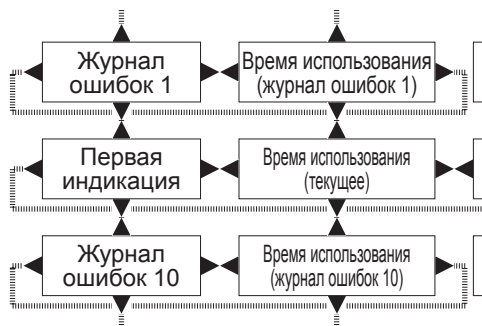 Журнал
ошибок 1
Время использования
(журнал ошибок 1)
Первая
индикация
Время использования
(текущее)
Журнал
ошибок 10
Время использования
(журнал ошибок 10)